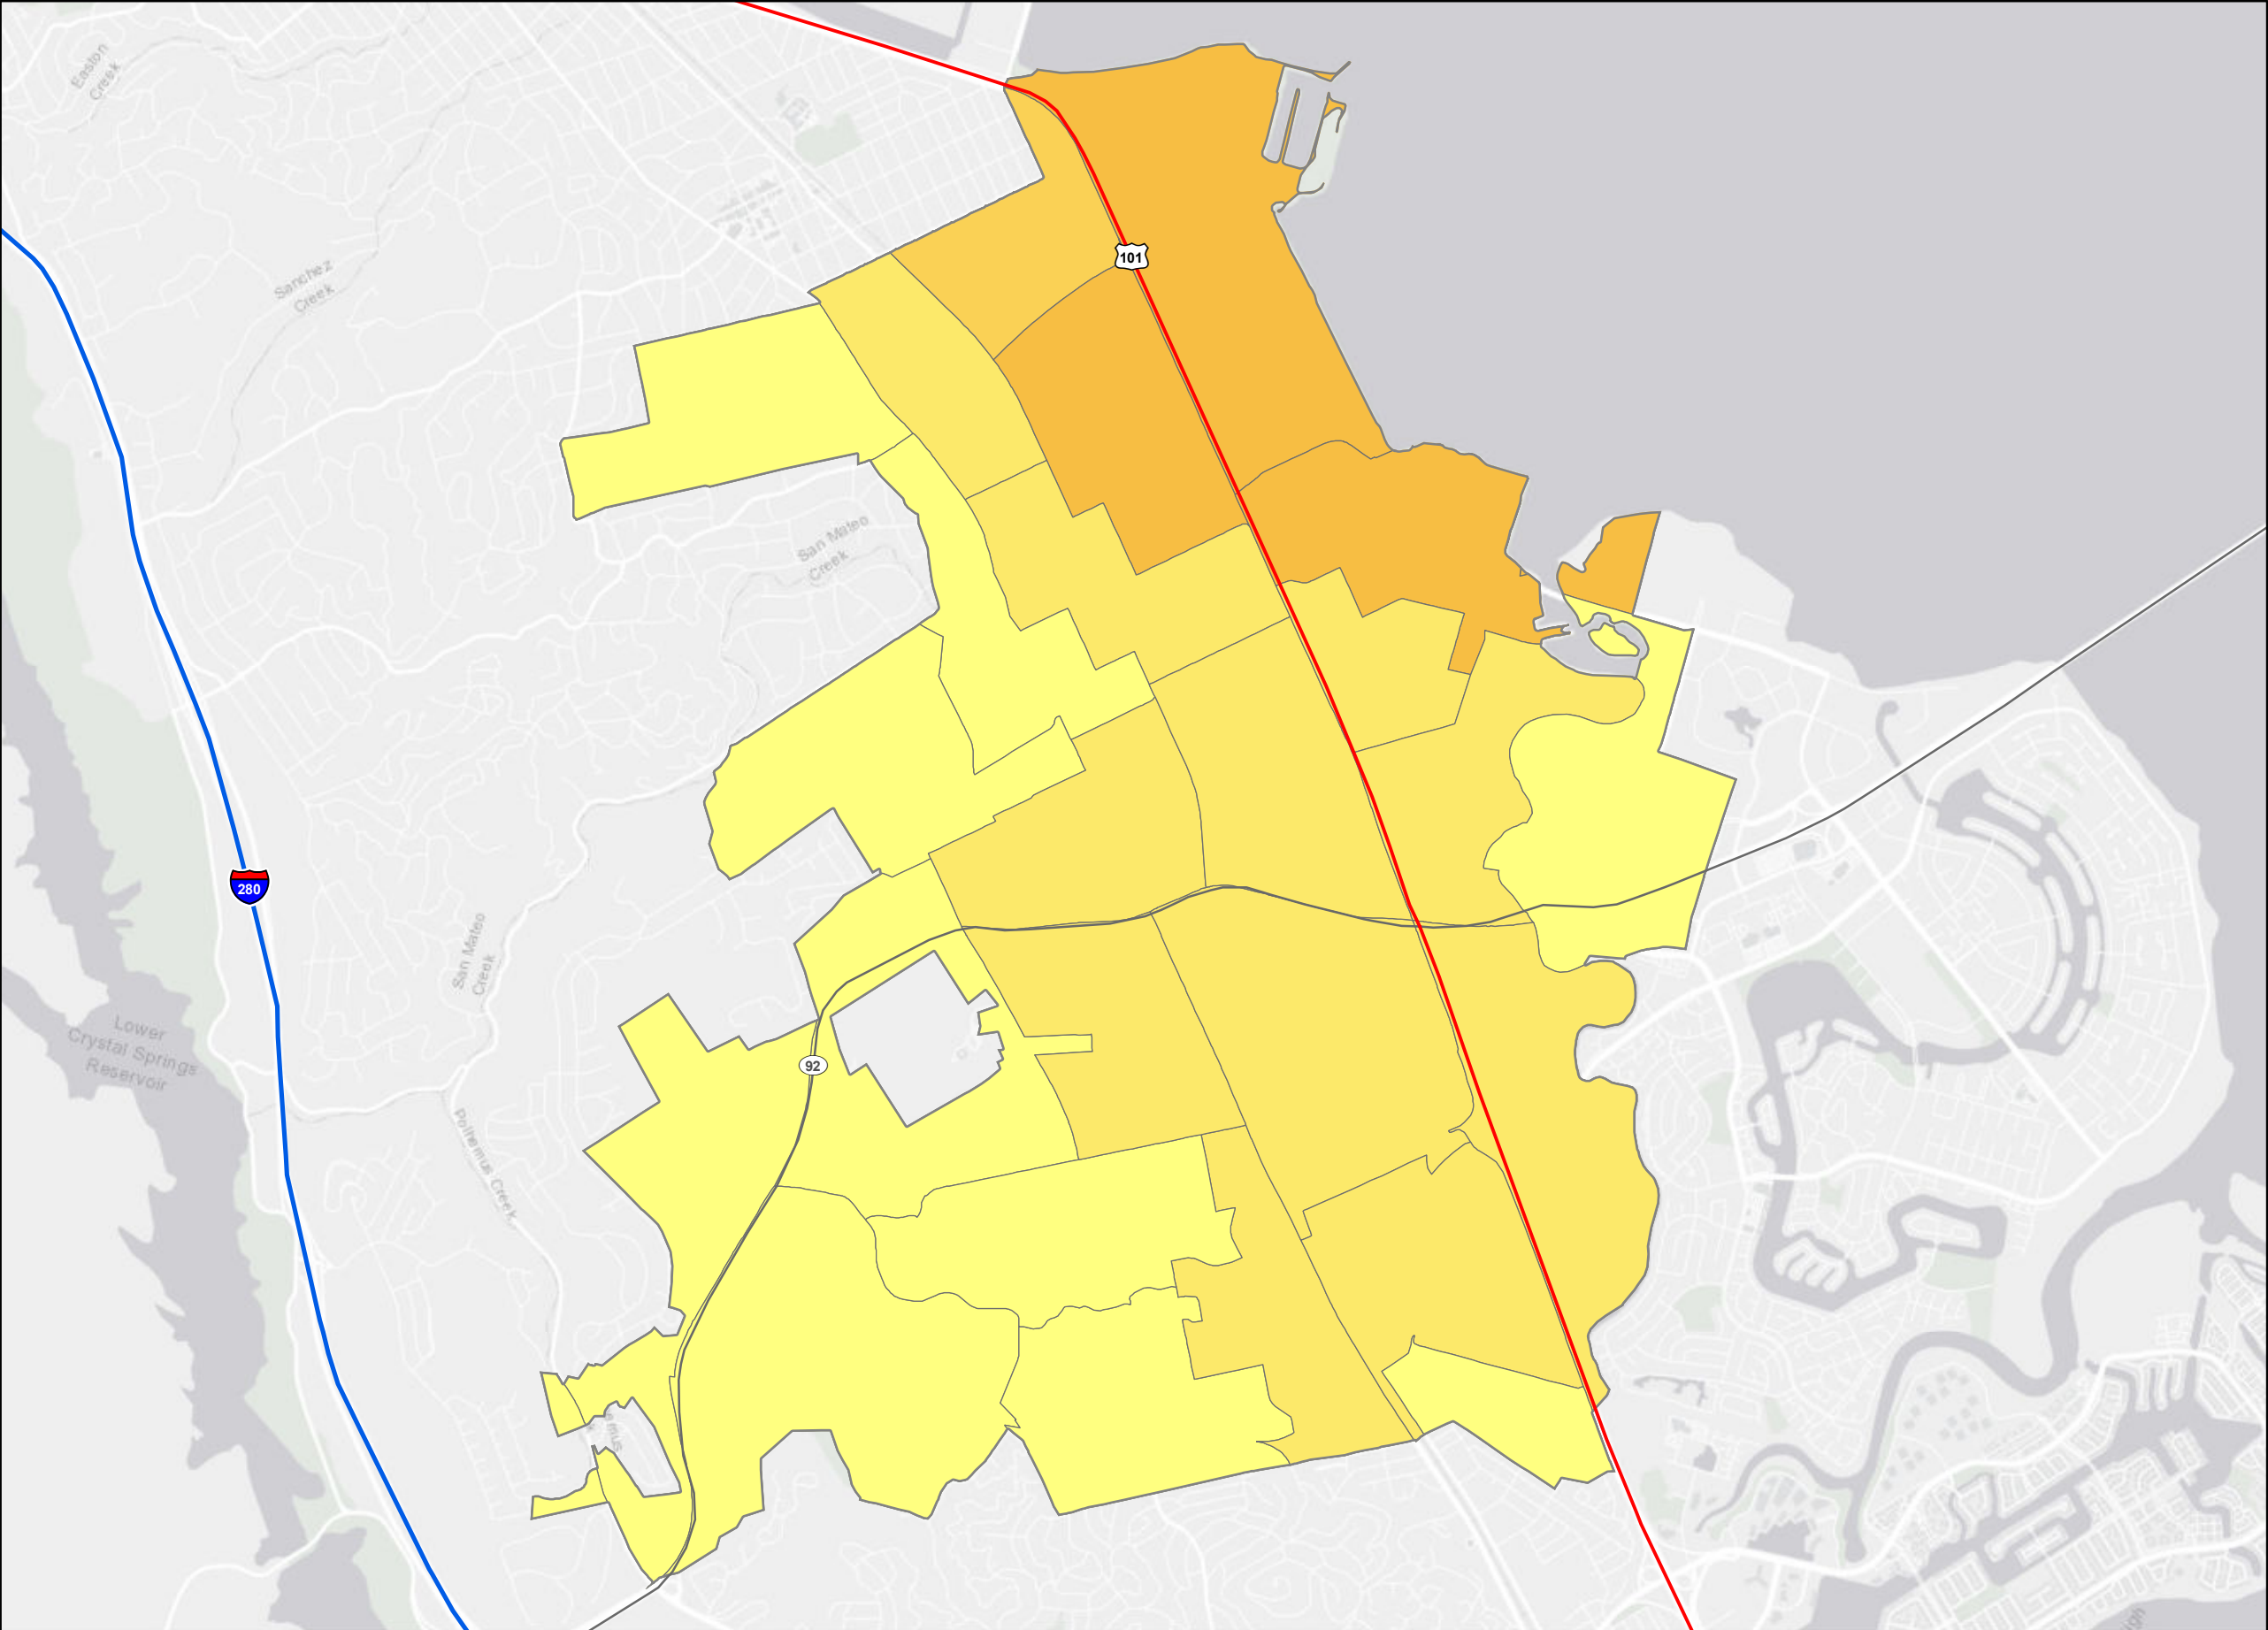 Easton
Creek
101
Sanchez
Creek
San Mateo
Creek
280
San Mateo
Creek
Lower
Crystal Springs
Reservoir
92
Polhemus Creek